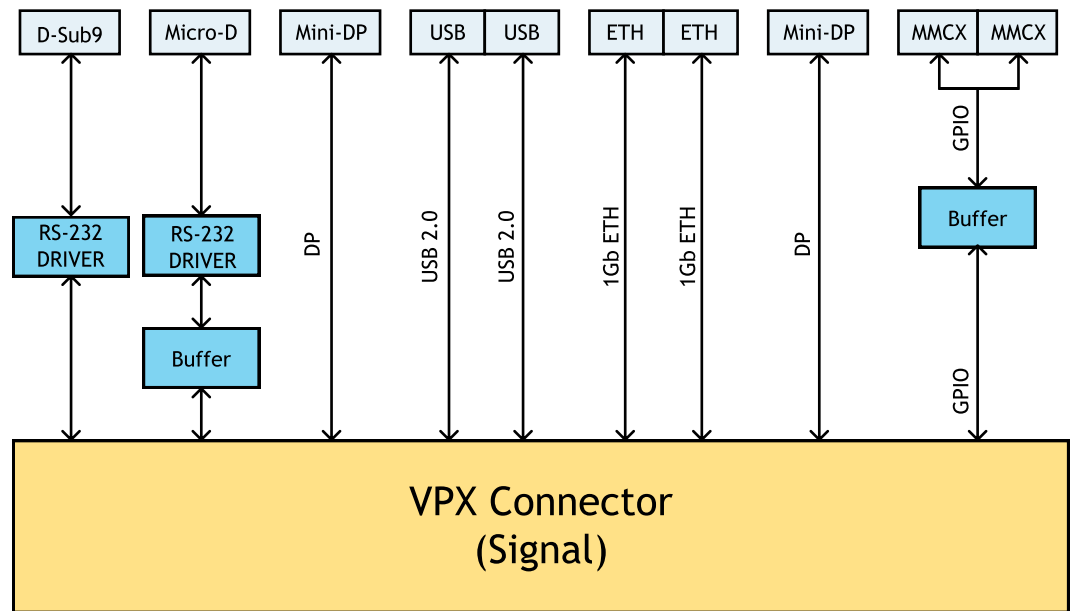 D-Sub9
Micro-D
Mini-DP
USB
USB
ETH
ETH
Mini-DP
MMCX
MMCX
GPIO
RS-232
DRIVER
RS-232
DRIVER
DP
USB 2.0
USB 2.0
1Gb ETH
1Gb ETH
DP
Buffer
Buffer
GPIO
VPX Connector
(Signal)